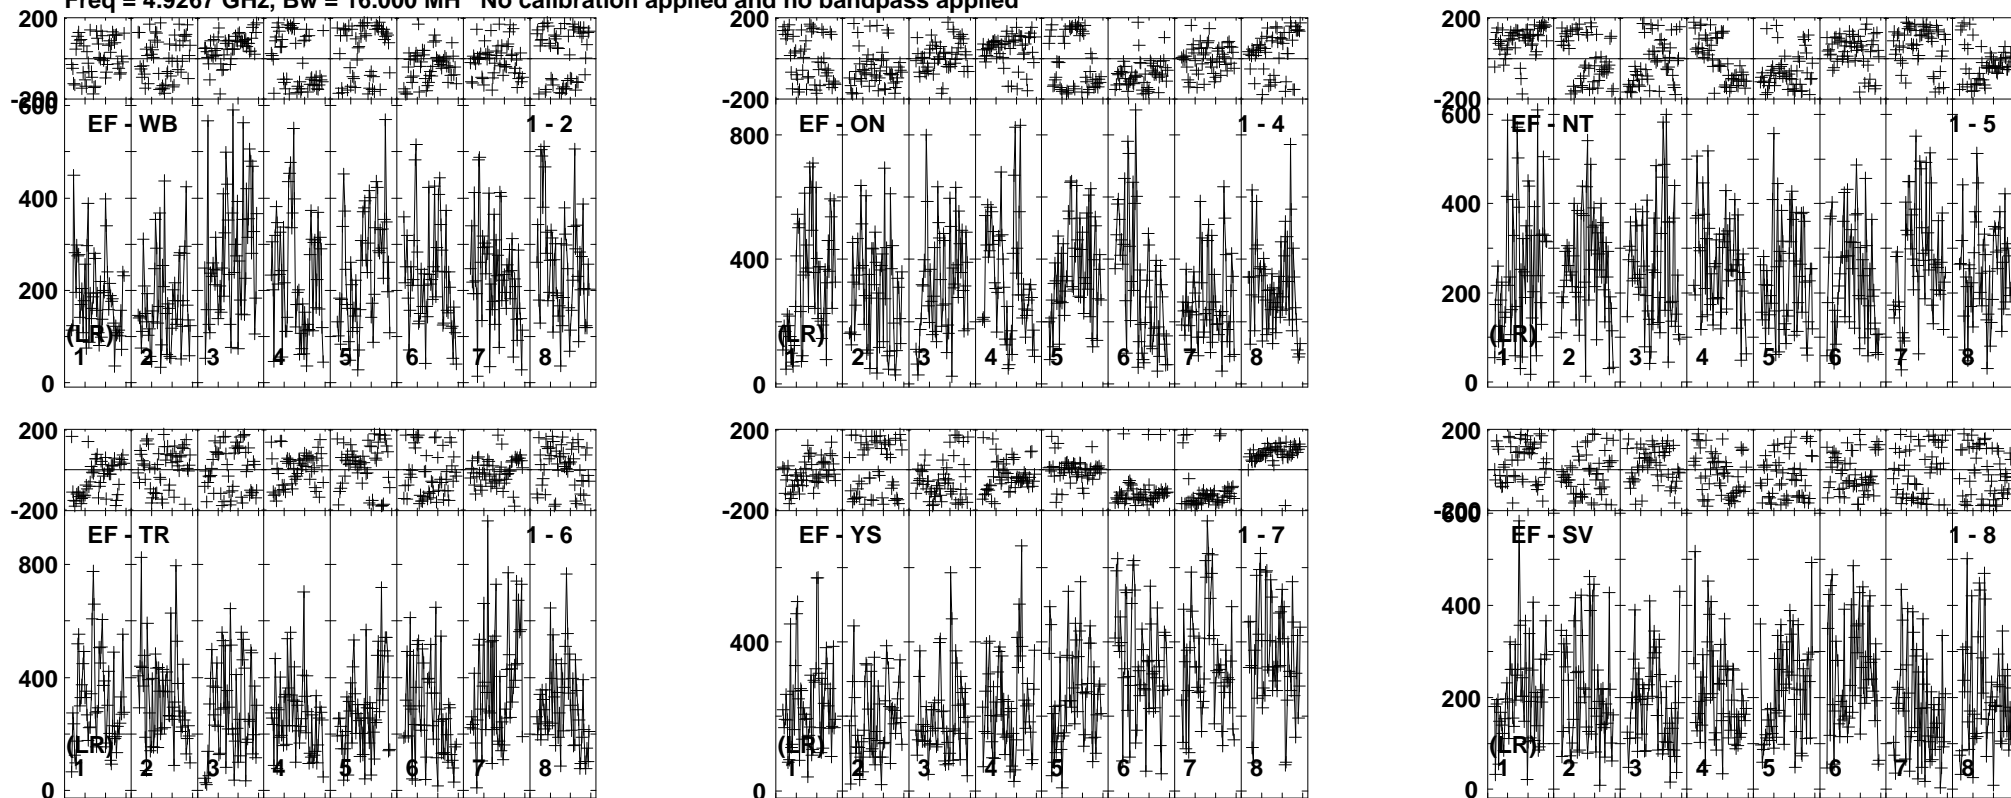 Freq = 4.9267 GHz, Bw = 16.000 MH No calibration applied and no bandpass applied
200
-200
600
400
200
0
EF - WB
1 - 2
(LR)
1 2 3 4 5 6 7 8
200
-200
800
400
0
EF - ON
1 - 4
(LR)
1 2 3 4 5 6 7 8
200
-200
600
400
200
0
EF - NT
1 - 5
(LR)
1 2 3 4 5 6 7 8
200
-200
800
400
0
EF - TR
1 - 6
(LR)
1 2 3 4 5 6 7 8
200
-200
400
0
EF - YS
1 - 7
(LR)
1 2 3 4 5 6 7 8
200
-200
600
400
200
0
EF - SV
1 - 8
(LR)
1 2 3 4 5 6 7 8